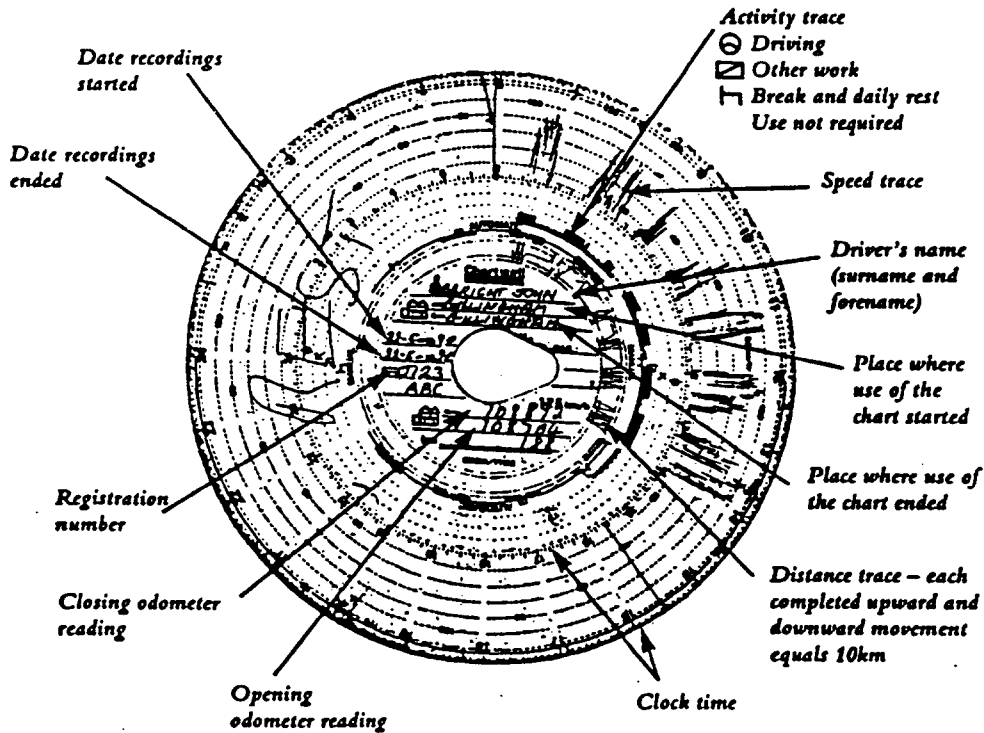 Activity trace
Driving
Other work
Break and daily rest
Use not required
Date recordings
started
Date recordings
ended
Speed trace
Driver's name
(surname and
forename)
Place where
use of the
chart started
Place where use of
the chart ended
Registration
number
Closing odometer
reading
Opening
odometer reading
Distance trace – each
completed upward and
downward movement
equals 10km
Clock time
JOHN
123
ABC
188